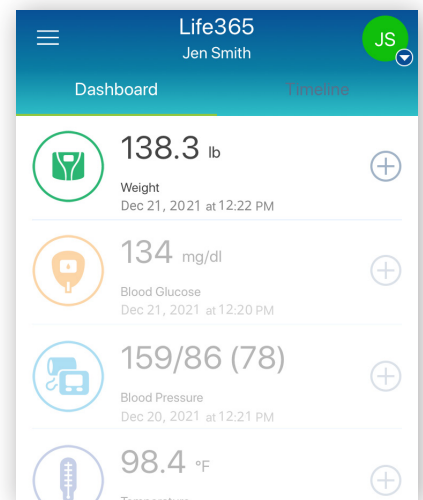 Life365
Jen Smith
JS
Dashboard
Timeline
138.3 lb
Weight
Dec 21, 2021 at 12:22 PM
134 mg/dl
Blood Glucose
Dec 21, 2021 at 12:20 PM
159/86 (78)
Blood Pressure
Dec 20, 2021 at 12:21 PM
98.4 °F
Temperature